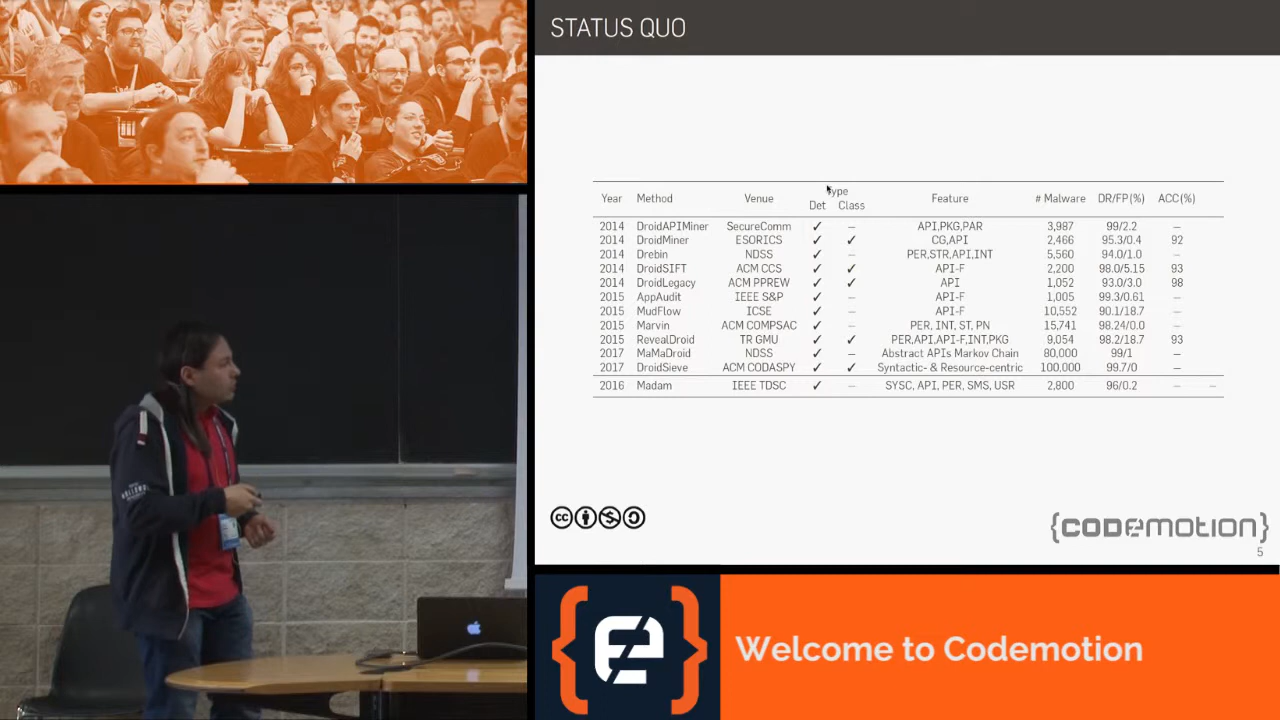 STATUS QUO
Type
Year Method Venue Det Class Feature # Malware DR/FP(%) ACC(%)
2014 DroidAPIMiner SecureComm ✓ – API,PKG,PAR 3,987 99/2.2 –
2014 DroidMiner ESORICS ✓ ✓ CG,API 2,466 95.3/0.4 92
2014 Drebin NDSS ✓ – PER,STR,API,INT 5,560 94.0/1.0 –
2014 DroidSIFT ACM CCS ✓ ✓ API-F 2,200 98.0/5.15 93
2014 DroidLegacy ACM PPREW ✓ ✓ API 1,052 93.0/3.0 98
2015 AppAudit IEEE S&P ✓ – API-F 1,005 99.3/0.61 –
2015 MudFlow ICSE ✓ – API-F 10,552 90.1/18.7 –
2015 Marvin ACM COMPSAC ✓ – PER, INT, ST, PN 15,741 98.24/0.0 –
2015 RevealDroid TR GMU ✓ ✓ PER,API,API-F,INT,PKG 9,054 98.2/18.7 93
2017 MaMaDroid NDSS ✓ – Abstract APIs Markov Chain 80,000 99/1 –
2017 DroidSieve ACM CODASPY ✓ ✓ Syntactic- & Resource-centric 100,000 99.7/0 –
2016 Madam IEEE TDSC ✓ – SYSC, API, PER, SMS, USR 2,800 96/0.2 – –
cc
{CODEMOTION}
5
Welcome to Codemotion